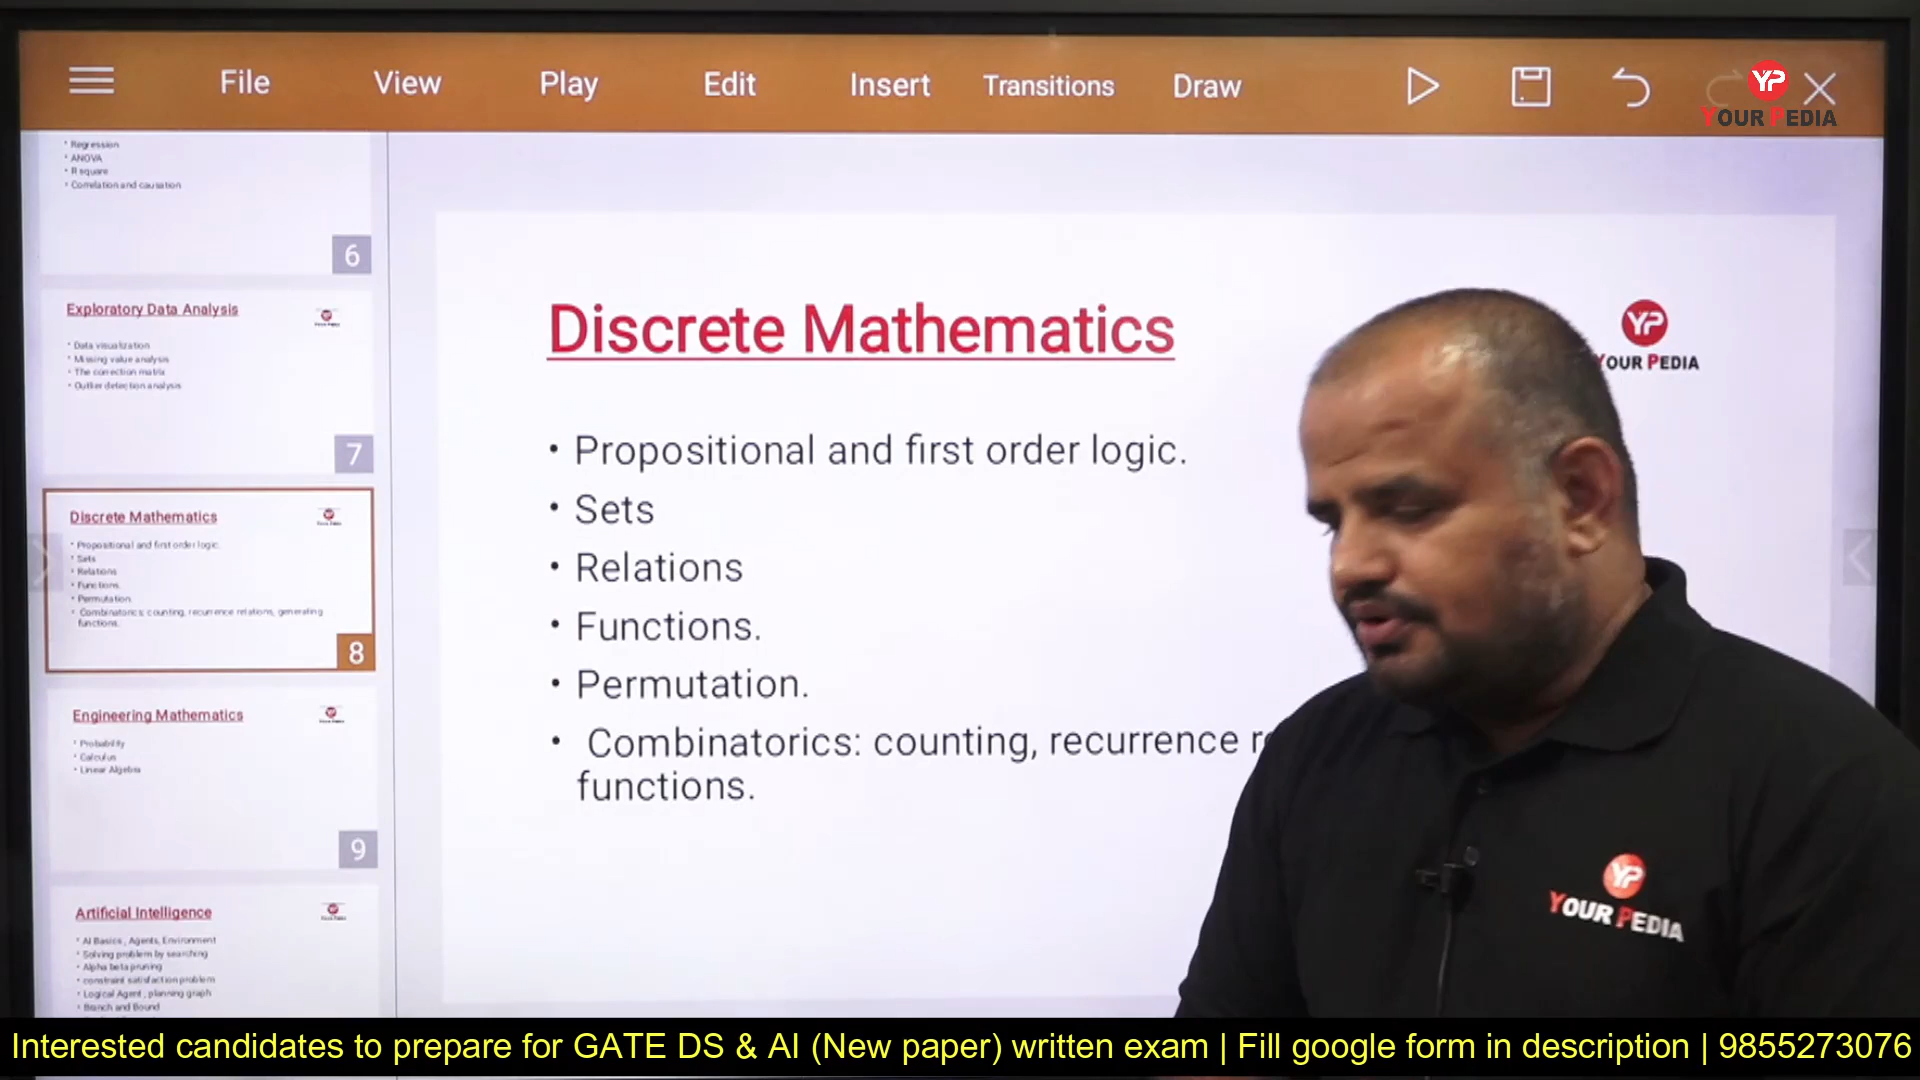 File View Play Edit Insert Transitions Draw
YP
YOUR PEDIA
• Regression
• ANOVA
• R square
• Correlation and causation
6
Exploratory Data Analysis
• Data visualization
• Missing value analysis
• The correction matrix
• Outlier detection analysis
7
Discrete Mathematics
• Propositional and first order logic.
• Sets
• Relations
• Functions.
• Permutation.
• Combinatorics: counting, recurrence relations, generating
functions.
8
Engineering Mathematics
• Probability
• Calculus
• Linear Algebra
9
Artificial Intelligence
• AI Basics , Agents, Environment
• Solving problem by searching
• Alpha beta pruning
• constraint satisfaction problem
• Logical Agent , planning graph
• Branch and Bound
Discrete Mathematics
YP
YOUR PEDIA
• Propositional and first order logic.
• Sets
• Relations
• Functions.
• Permutation.
• Combinatorics: counting, recurrence
functions.
YP
YOUR PEDIA
Interested candidates to prepare for GATE DS & AI (New paper) written exam | Fill google form in description | 9855273076